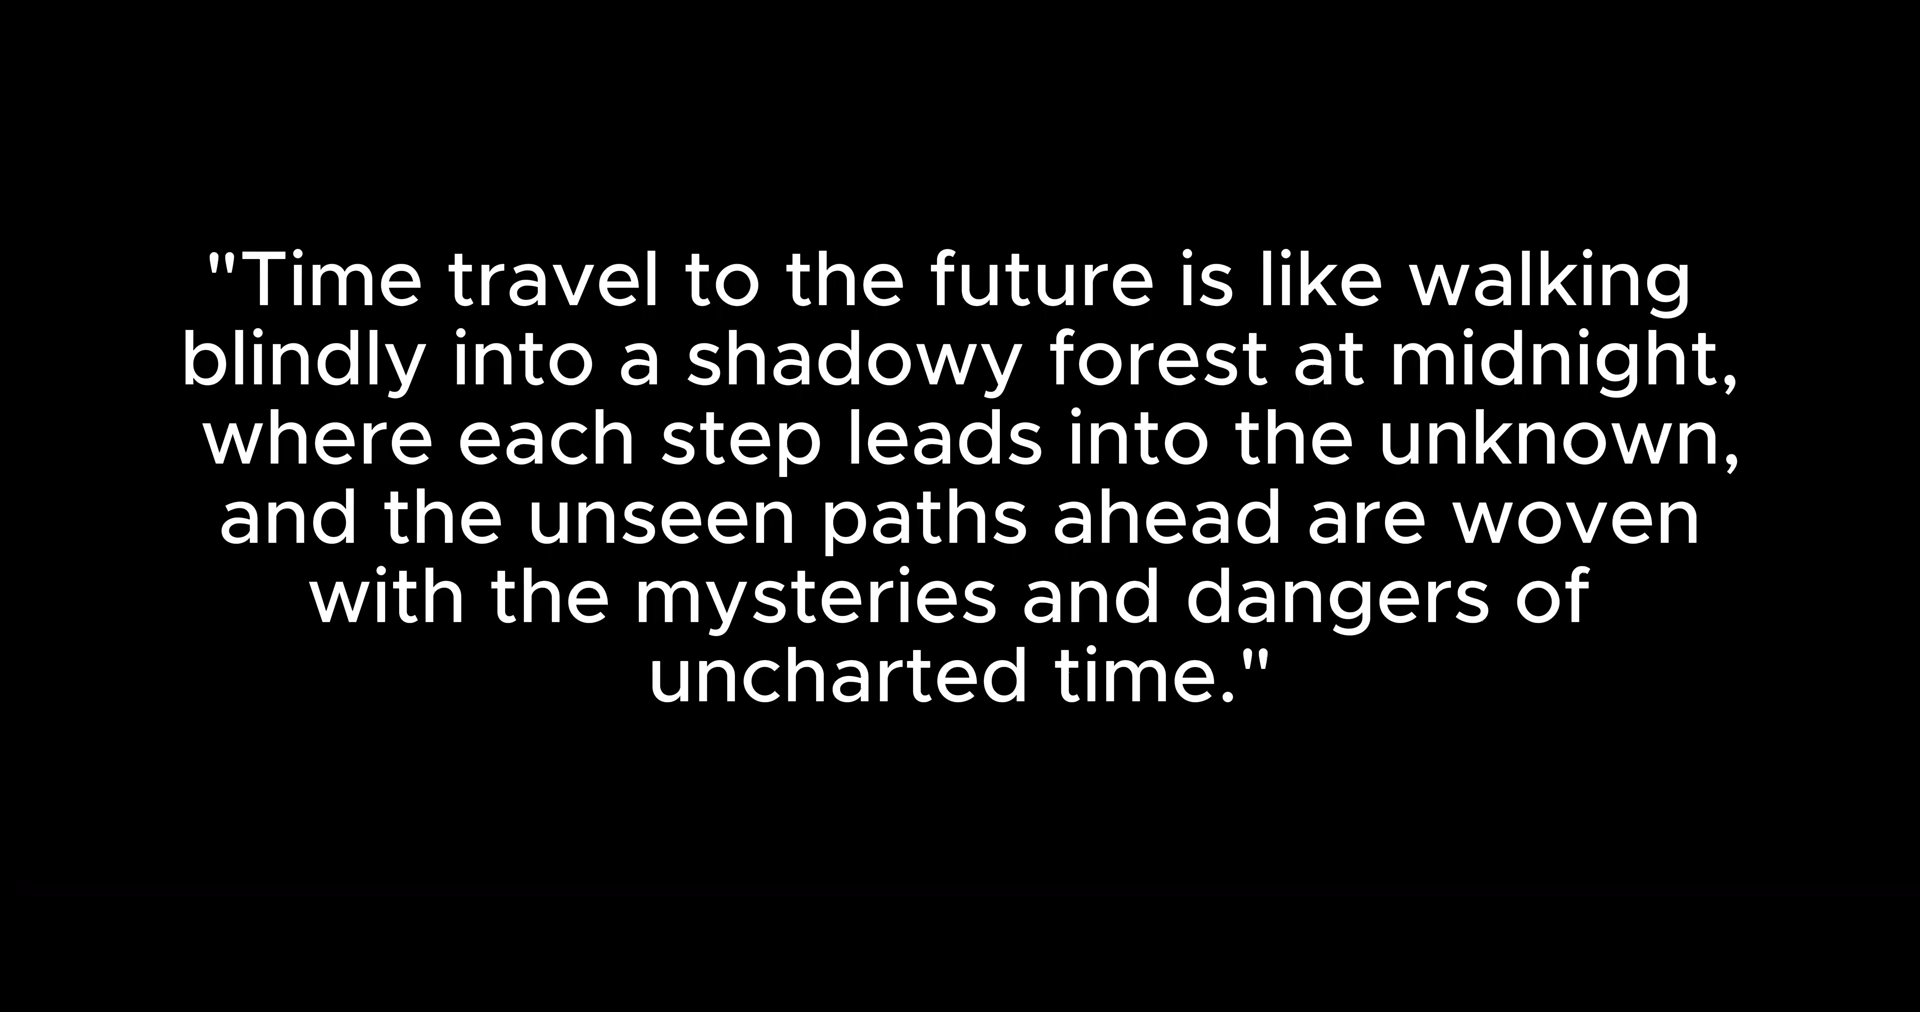 "Time travel to the future is like walking
blindly into a shadowy forest at midnight,
where each step leads into the unknown,
and the unseen paths ahead are woven
with the mysteries and dangers of
uncharted time."